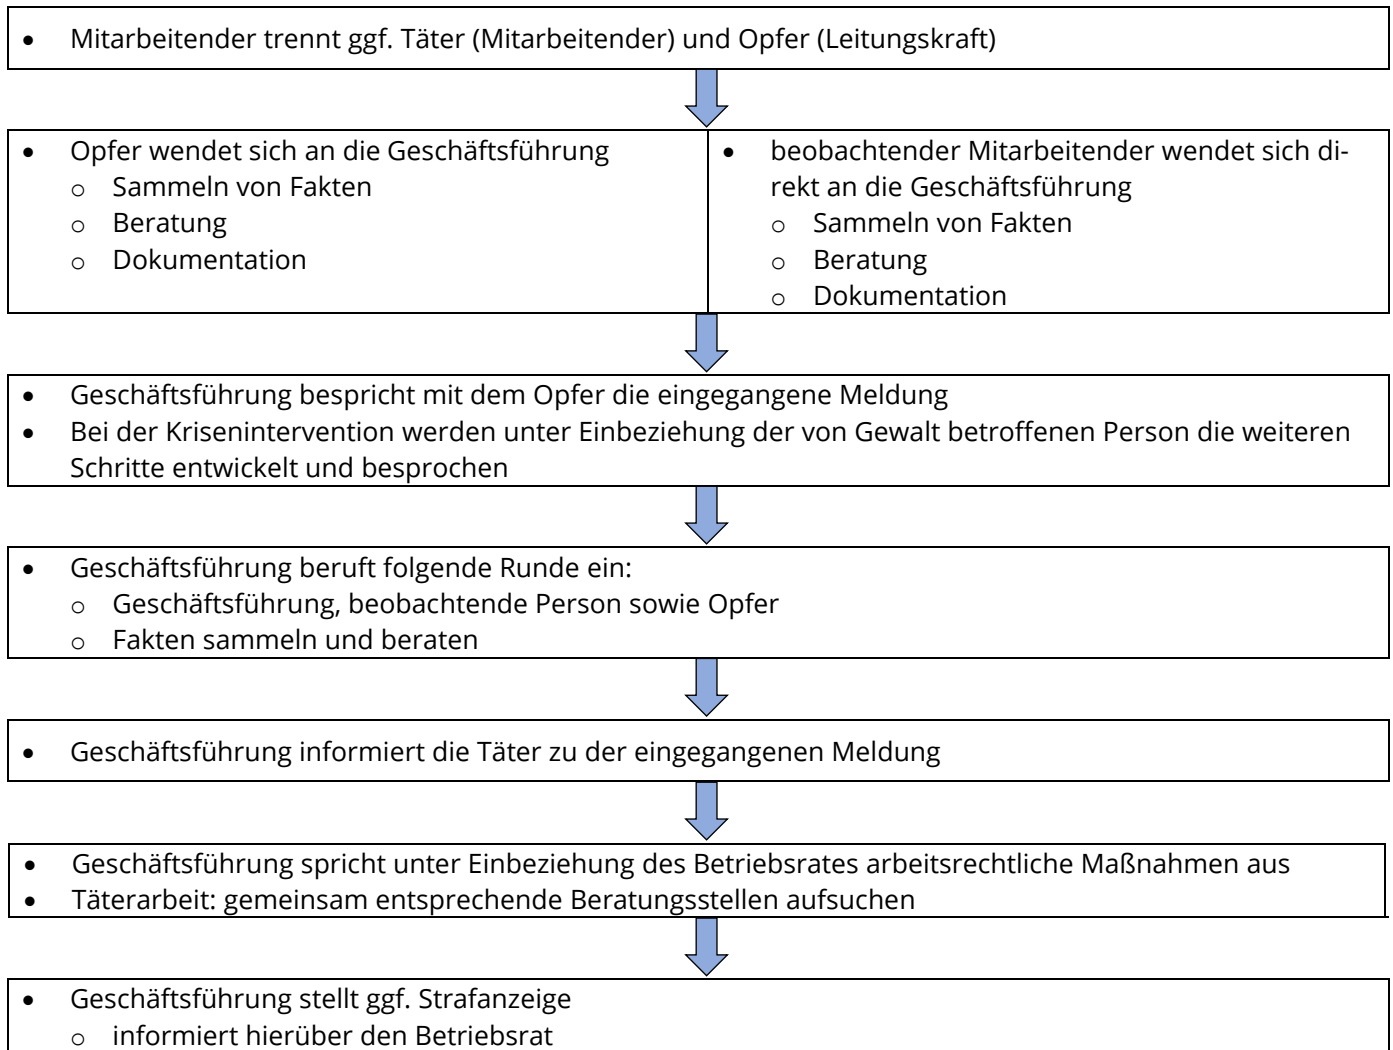 • Mitarbeitender trennt ggf. Täter (Mitarbeitender) und Opfer (Leitungskraft)
• Opfer wendet sich an die Geschäftsführung
o Sammeln von Fakten
o Beratung
o Dokumentation
• beobachtender Mitarbeitender wendet sich di-
rekt an die Geschäftsführung
o Sammeln von Fakten
o Beratung
o Dokumentation
• Geschäftsführung bespricht mit dem Opfer die eingegangene Meldung
• Bei der Krisenintervention werden unter Einbeziehung der von Gewalt betroffenen Person die weiteren
Schritte entwickelt und besprochen
• Geschäftsführung beruft folgende Runde ein:
o Geschäftsführung, beobachtende Person sowie Opfer
o Fakten sammeln und beraten
• Geschäftsführung informiert die Täter zu der eingegangenen Meldung
• Geschäftsführung spricht unter Einbeziehung des Betriebsrates arbeitsrechtliche Maßnahmen aus
• Täterarbeit: gemeinsam entsprechende Beratungsstellen aufsuchen
• Geschäftsführung stellt ggf. Strafanzeige
o informiert hierüber den Betriebsrat